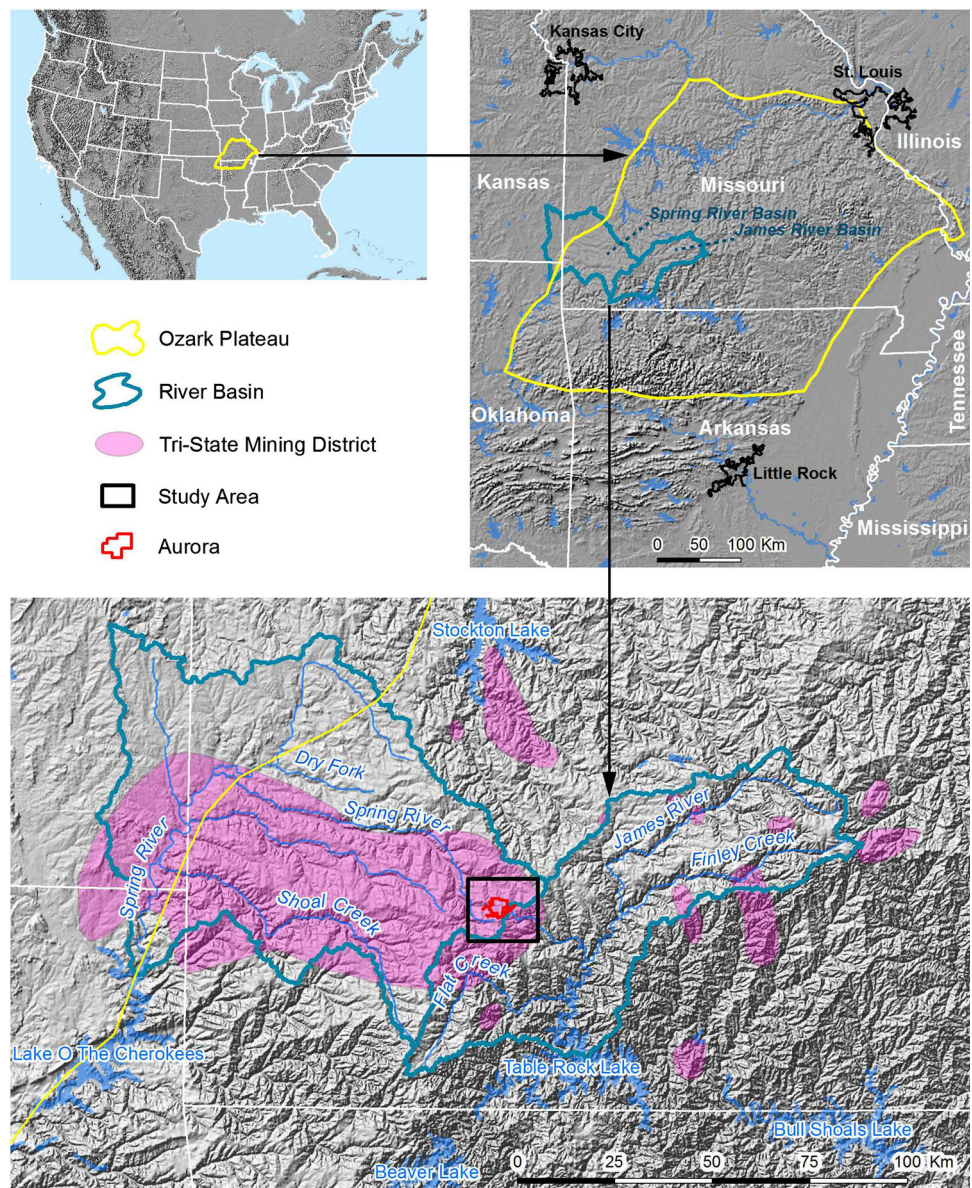 Kansas City
St. Louis
Illinois
Kansas
Missouri
Spring River Basin
James River Basin
Oklahoma
Arkansas
Tennessee
Little Rock
Mississippi
0 50 100 Km
Ozark Plateau
River Basin
Tri-State Mining District
Study Area
Aurora
Stockton Lake
Dry Fork
Spring River
James River
Finley Creek
Spring River
Shoal Creek
Flat Creek
Lake O The Cherokees
Table Rock Lake
Bull Shoals Lake
Beaver Lake
0 25 50 75 100 Km